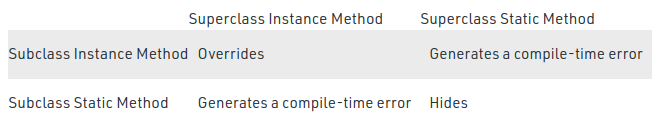 Superclass Instance Method Superclass Static Method
Subclass Instance Method Overrides Generates a compile-time error
Subclass Static Method Generates a compile-time error Hides